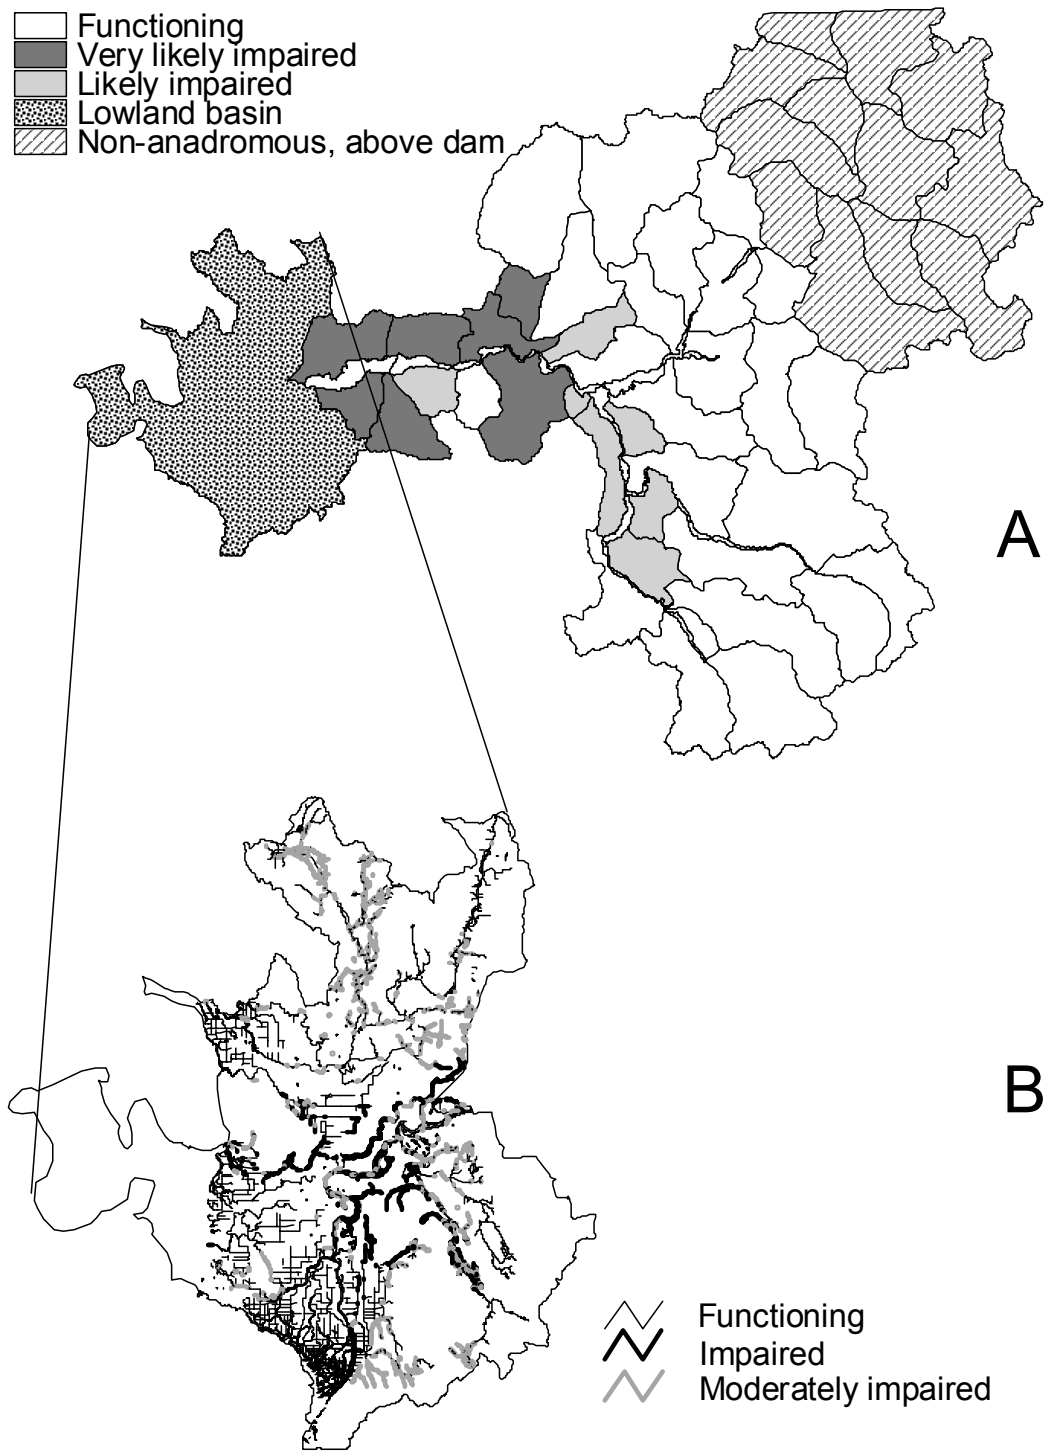 Functioning
Very likely impaired
Likely impaired
Lowland basin
Non-anadromous, above dam
A
B
Functioning
Impaired
Moderately impaired